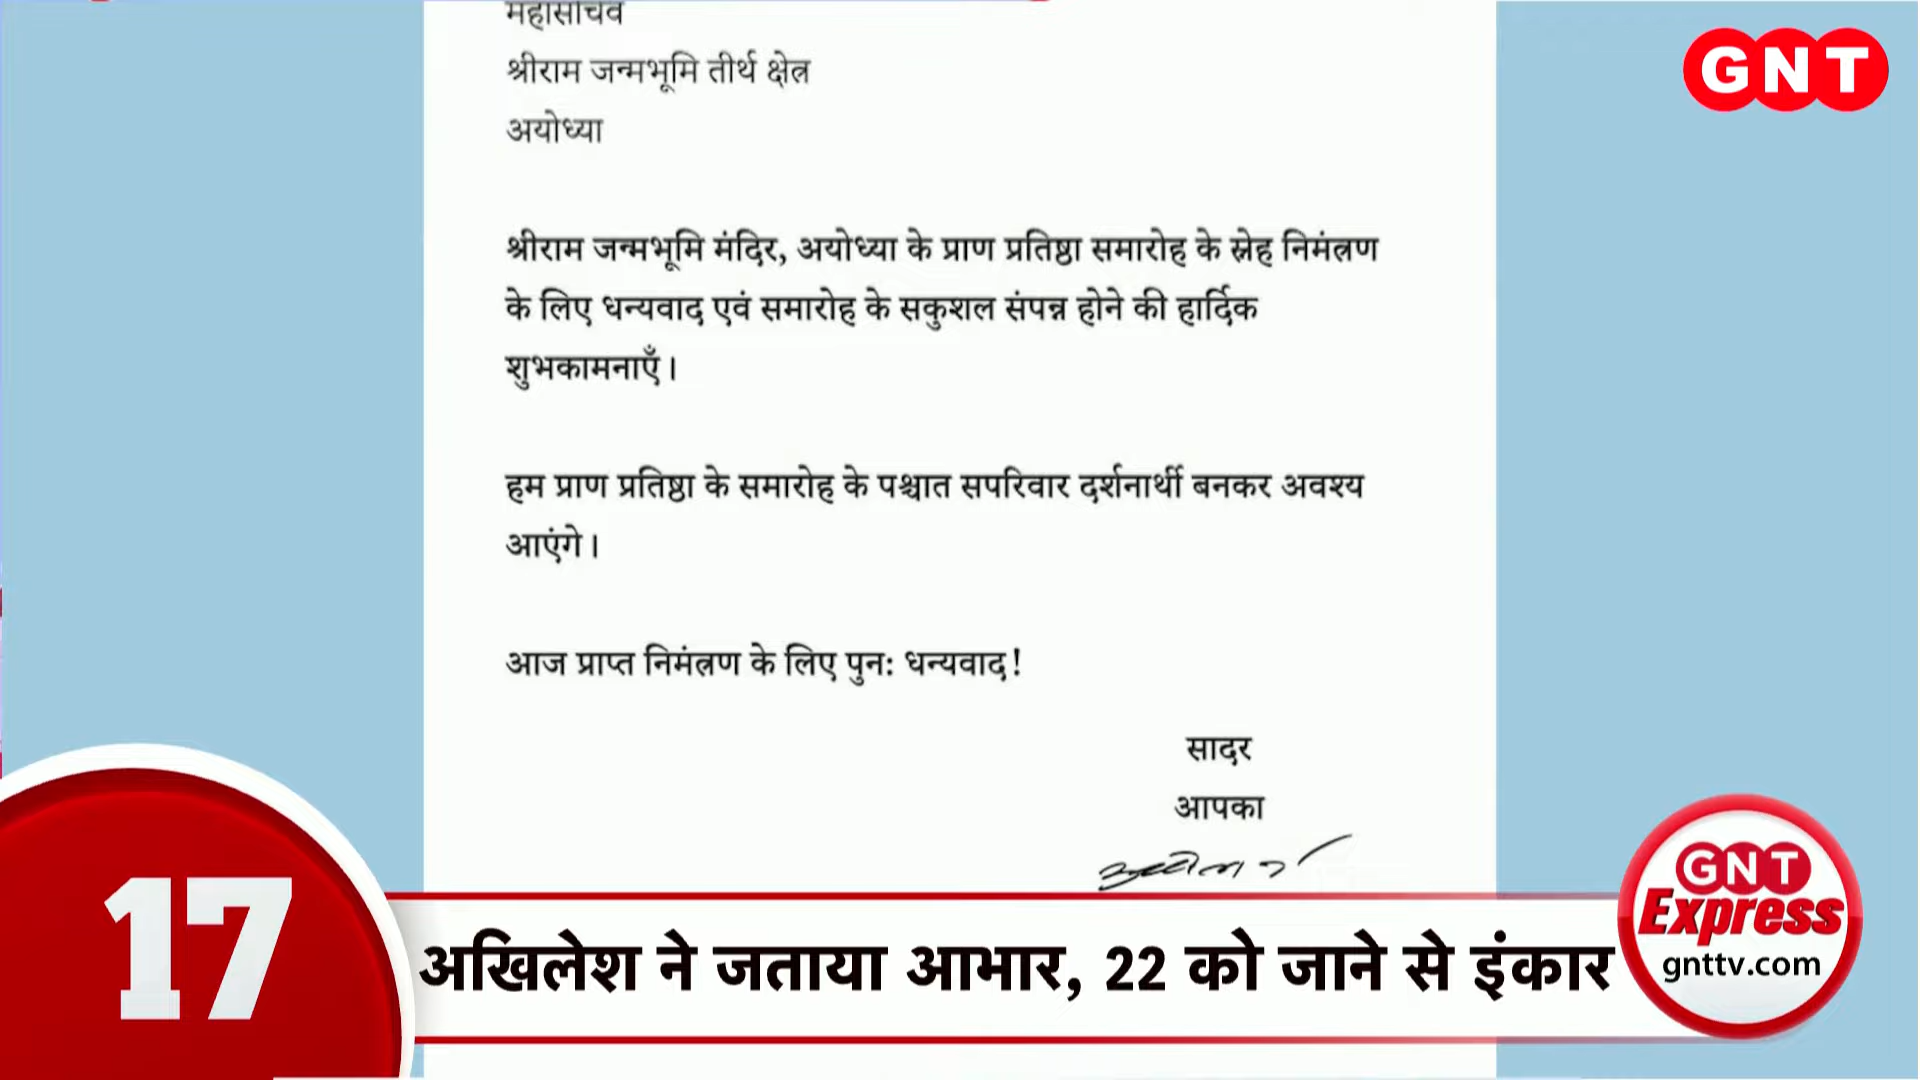 महासचिव
श्रीराम जन्मभूमि तीर्थ क्षेत्र
अयोध्या
श्रीराम जन्मभूमि मंदिर, अयोध्या के प्राण प्रतिष्ठा समारोह के स्नेह निमंत्रण
के लिए धन्यवाद एवं समारोह के सकुशल संपन्न होने की हार्दिक
शुभकामनाएँ।
हम प्राण प्रतिष्ठा के समारोह के पश्चात सपरिवार दर्शनार्थी बनकर अवश्य
आएंगे।
आज प्राप्त निमंत्रण के लिए पुन: धन्यवाद!
सादर
आपका
GNT
17
अखिलेश ने जताया आभार, 22 को जाने से इंकार
GNT
Express
gnttv.com